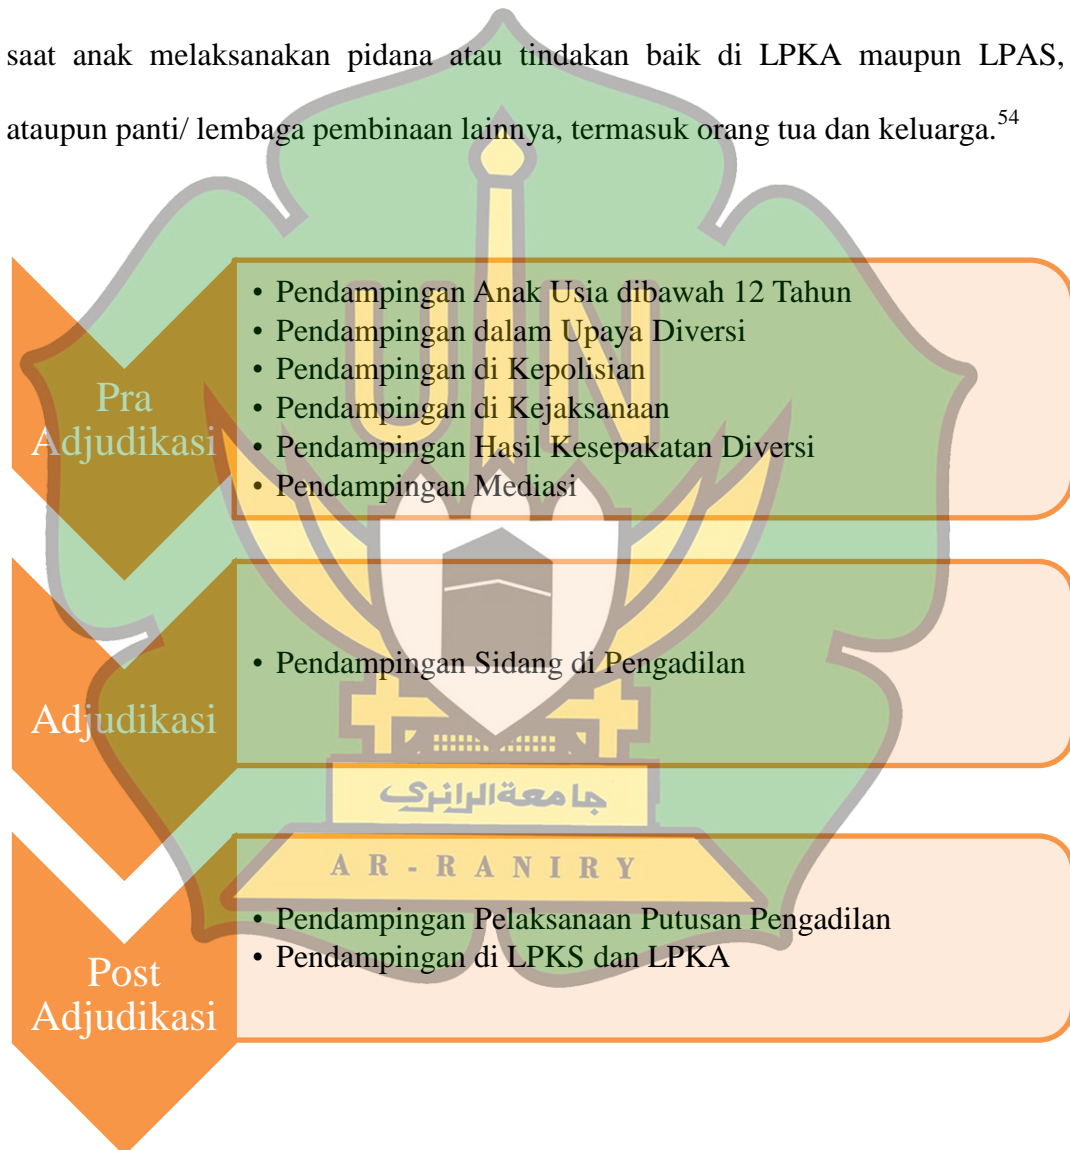 saat anak melaksanakan pidana atau tindakan baik di LPKA maupun LPAS,
ataupun panti/ lembaga pembinaan lainnya, termasuk orang tua dan keluarga.54
Pra
Adjudikasi
• Pendampingan Anak Usia dibawah 12 Tahun
• Pendampingan dalam Upaya Diversi
• Pendampingan di Kepolisian
• Pendampingan di Kejaksanaan
• Pendampingan Hasil Kesepakatan Diversi
• Pendampingan Mediasi
UIN
Adjudikasi
• Pendampingan Sidang di Pengadilan
جامعة الرانري
AR-RANIRY
Post
Adjudikasi
• Pendampingan Pelaksanaan Putusan Pengadilan
• Pendampingan di LPKS dan LPKA